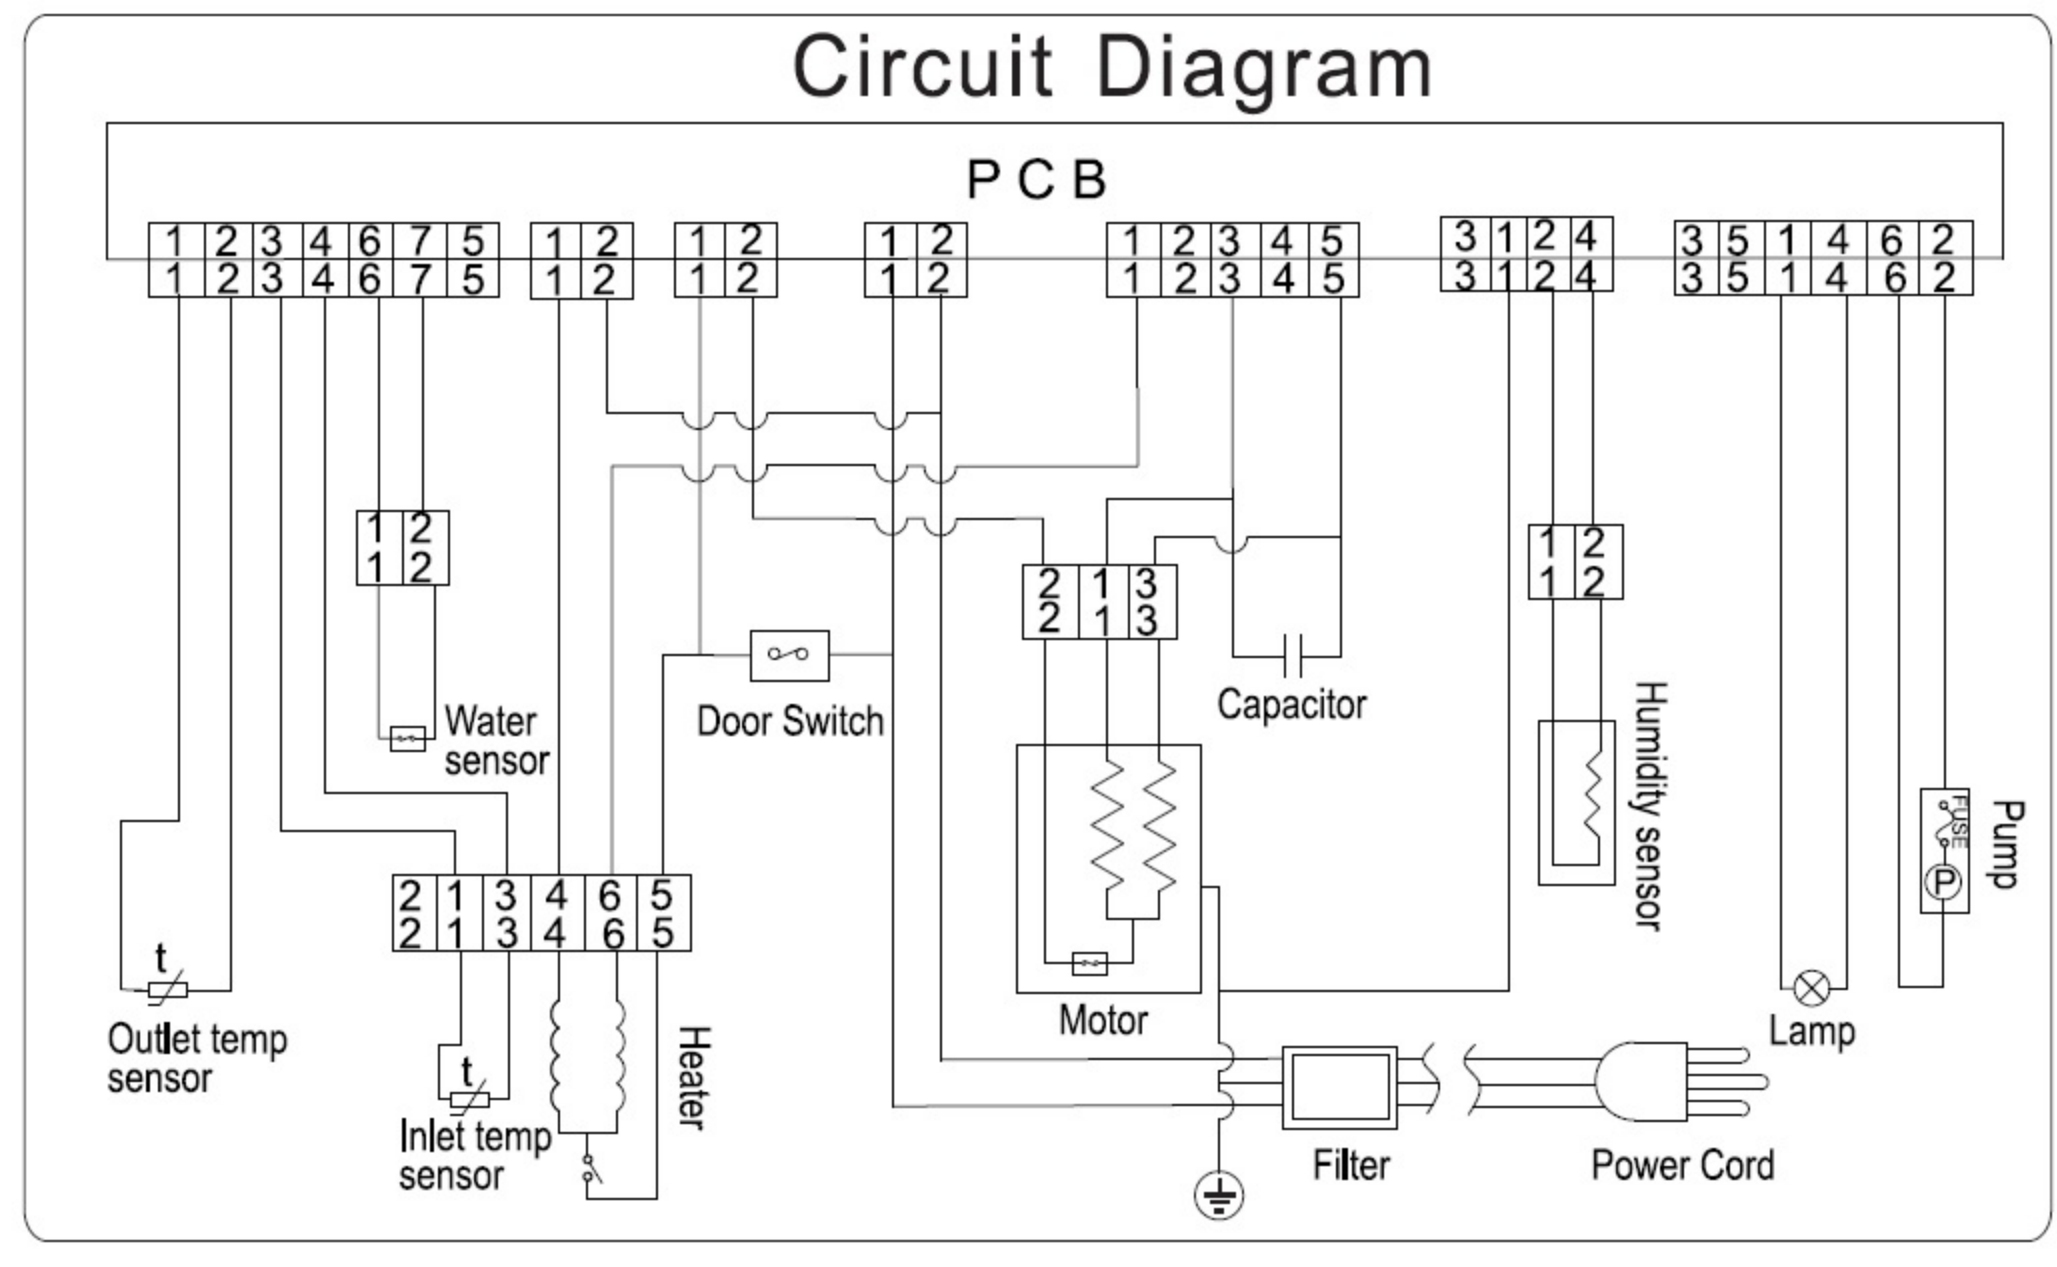 Circuit Diagram
PCB
1 2 3 4 6 7 5 1 2 1 2 1 2 1 2 3 4 5 3 1 2 4 3 5 1 4 6 2
1 2 3 4 6 7 5 1 2 1 2 1 2 1 2 3 4 5 3 1 2 4 3 5 1 4 6 2
1 2
1 2
1 2
1 2
2 1 3
2 1 3
Water
sensor
Door Switch
Capacitor
Humidity sensor
FUSE
P
Pump
2 1 3 4 6 5
2 1 3 4 6 5
t
Outlet temp
sensor
t
Inlet temp
sensor
Heater
Motor
Lamp
Filter
Power Cord